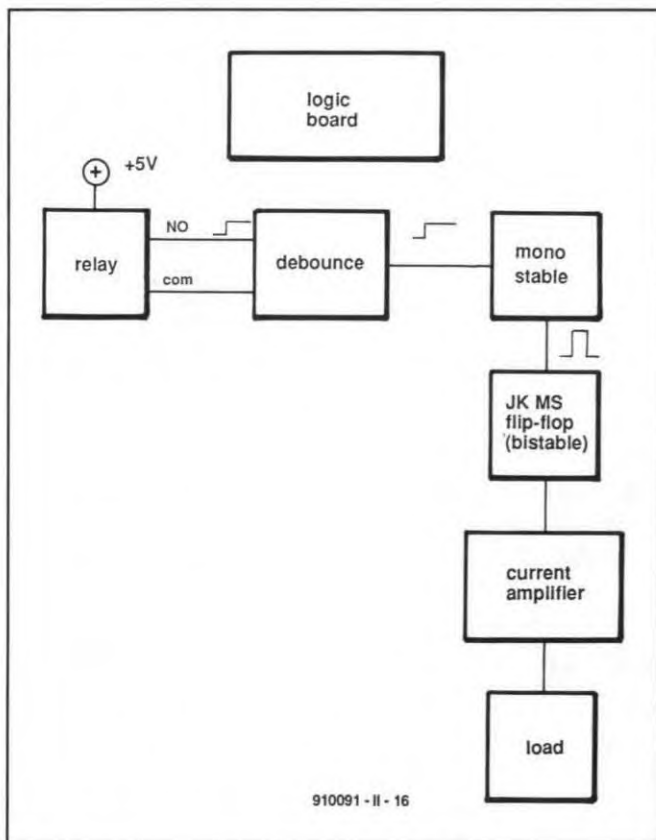 logic
board
+
+5V
relay
NO
com
debounce
mono
stable
JK MS
flip-flop
(bistable)
current
amplifier
load
910091 - II - 16